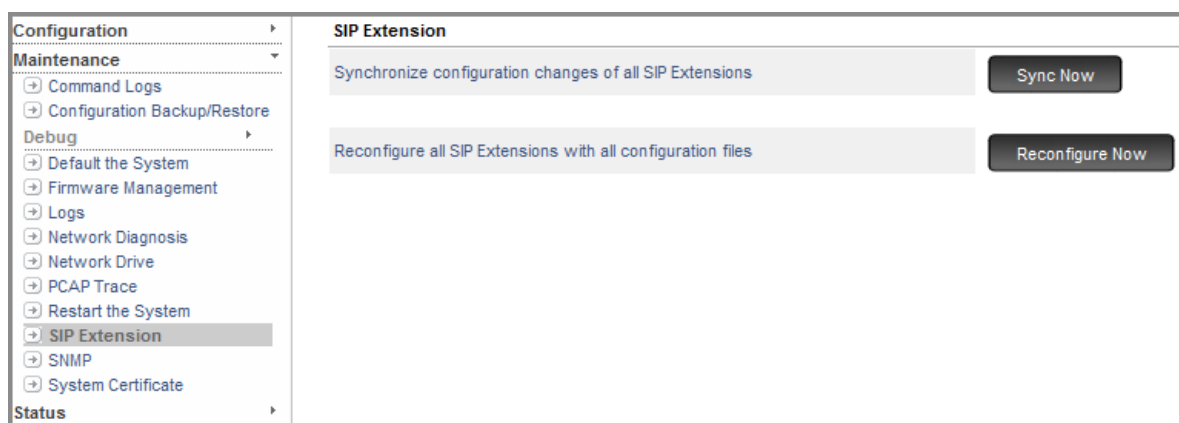 Configuration
Maintenance
Command Logs
Configuration Backup/Restore
Debug
Default the System
Firmware Management
Logs
Network Diagnosis
Network Drive
PCAP Trace
Restart the System
SIP Extension
SNMP
System Certificate
Status
SIP Extension
Synchronize configuration changes of all SIP Extensions
Sync Now
Reconfigure all SIP Extensions with all configuration files
Reconfigure Now